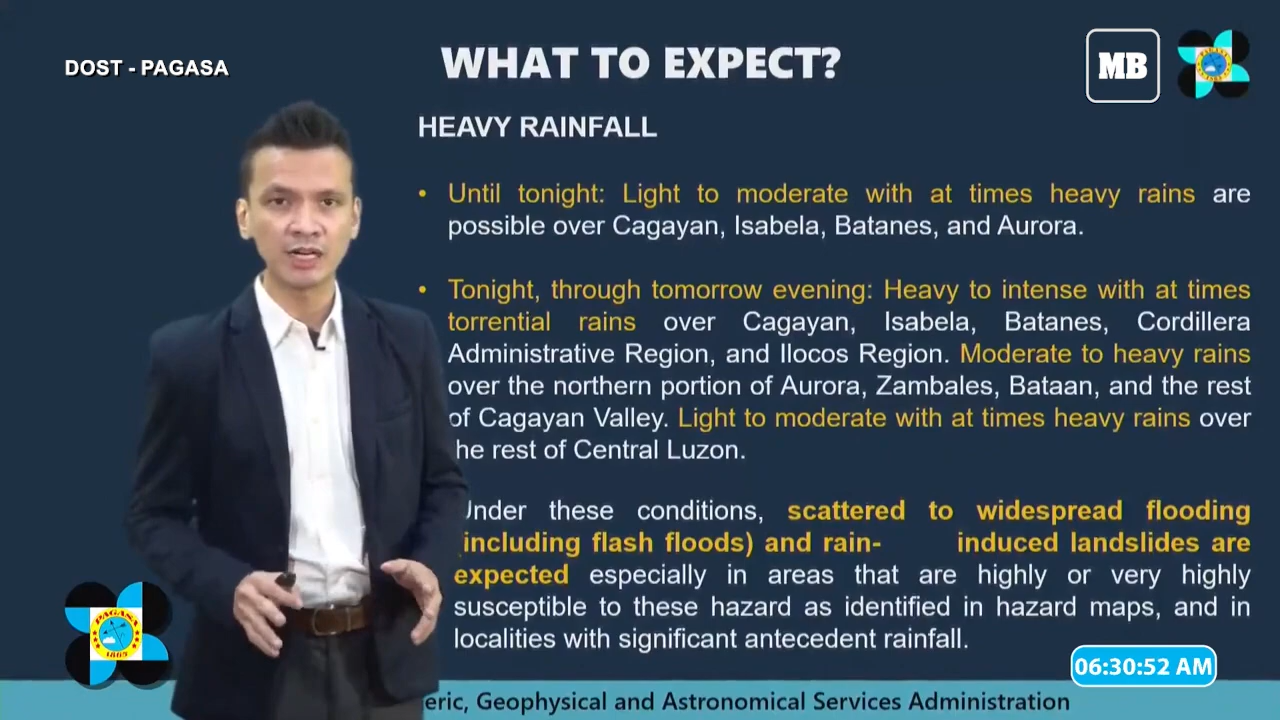 DOST - PAGASA
WHAT TO EXPECT?
MB
HEAVY RAINFALL
• Until tonight: Light to moderate with at times heavy rains are
possible over Cagayan, Isabela, Batanes, and Aurora.
• Tonight, through tomorrow evening: Heavy to intense with at times
torrential rains over Cagayan, Isabela, Batanes, Cordillera
Administrative Region, and Ilocos Region. Moderate to heavy rains
over the northern portion of Aurora, Zambales, Bataan, and the rest
of Cagayan Valley. Light to moderate with at times heavy rains over
he rest of Central Luzon.
Under these conditions, scattered to widespread flooding
(including flash floods) and rain- induced landslides are
expected especially in areas that are highly or very highly
susceptible to these hazard as identified in hazard maps, and in
localities with significant antecedent rainfall.
PAGASA
1865
06:30:52 AM
eric, Geophysical and Astronomical Services Administration